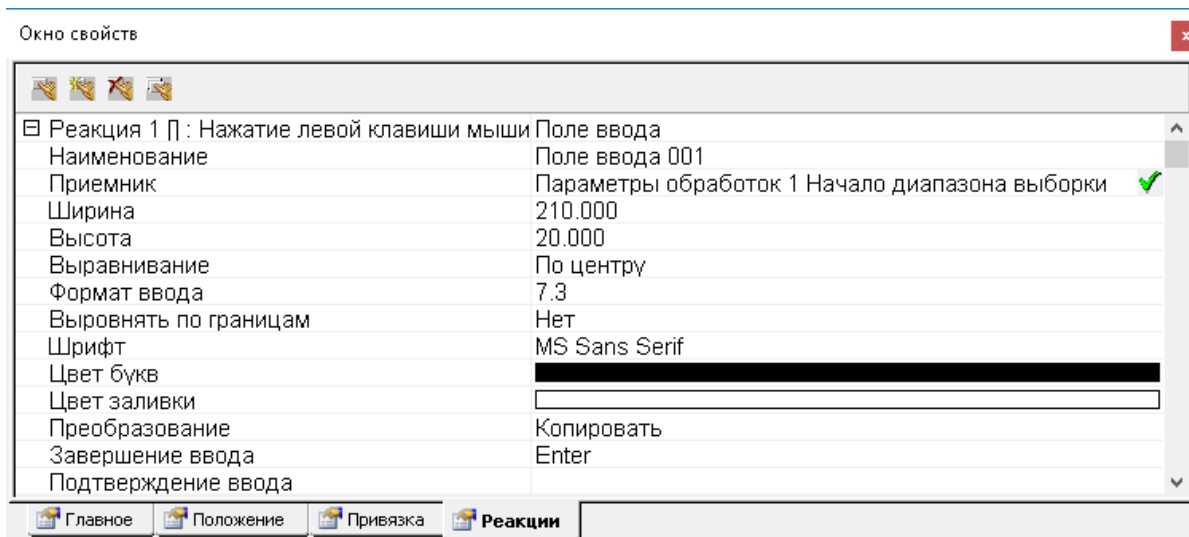 Окно свойств
x
Реакция 1 ∏ : Нажатие левой клавиши мыши Поле ввода
Наименование Поле ввода 001
Приемник Параметры обработок 1 Начало диапазона выборки
Ширина 210.000
Высота 20.000
Выравнивание По центру
Формат ввода 7.3
Выровнять по границам Нет
Шрифт MS Sans Serif
Цвет букв
Цвет заливки
Преобразование Копировать
Завершение ввода Enter
Подтверждение ввода
Главное Положение Привязка Реакции